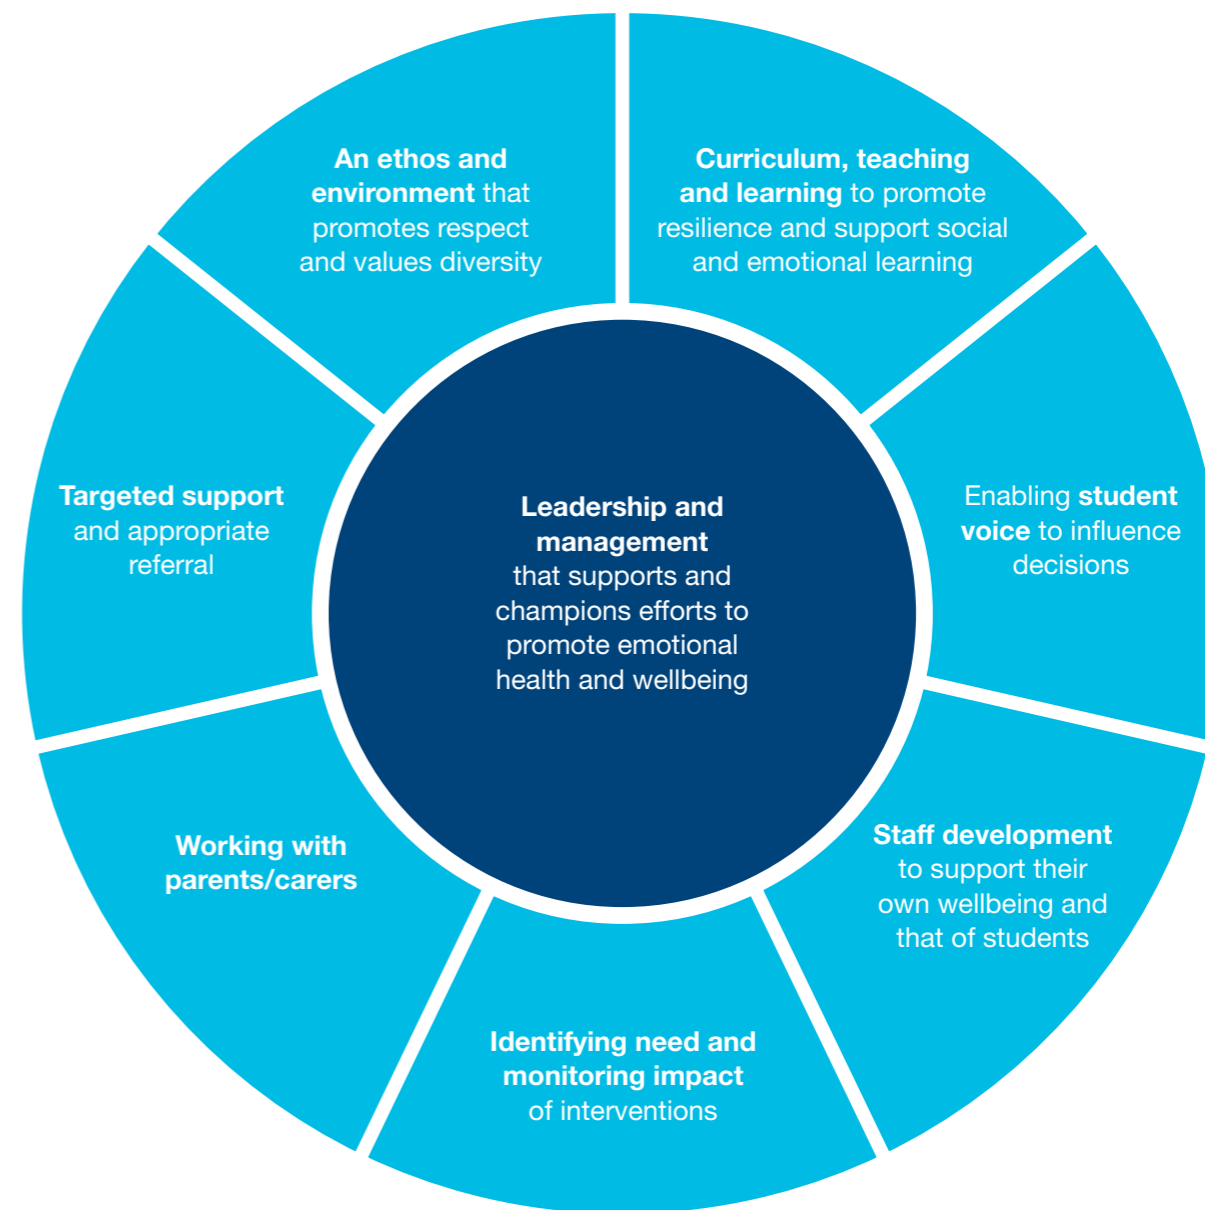 An ethos and
environment that
promotes respect
and values diversity
Curriculum, teaching
and learning to promote
resilience and support social
and emotional learning
Enabling student
voice to influence
decisions
Staff development
to support their
own wellbeing and
that of students
Identifying need and
monitoring impact
of interventions
Working with
parents/carers
Targeted support
and appropriate
referral
Leadership and
management
that supports and
champions efforts to
promote emotional
health and wellbeing